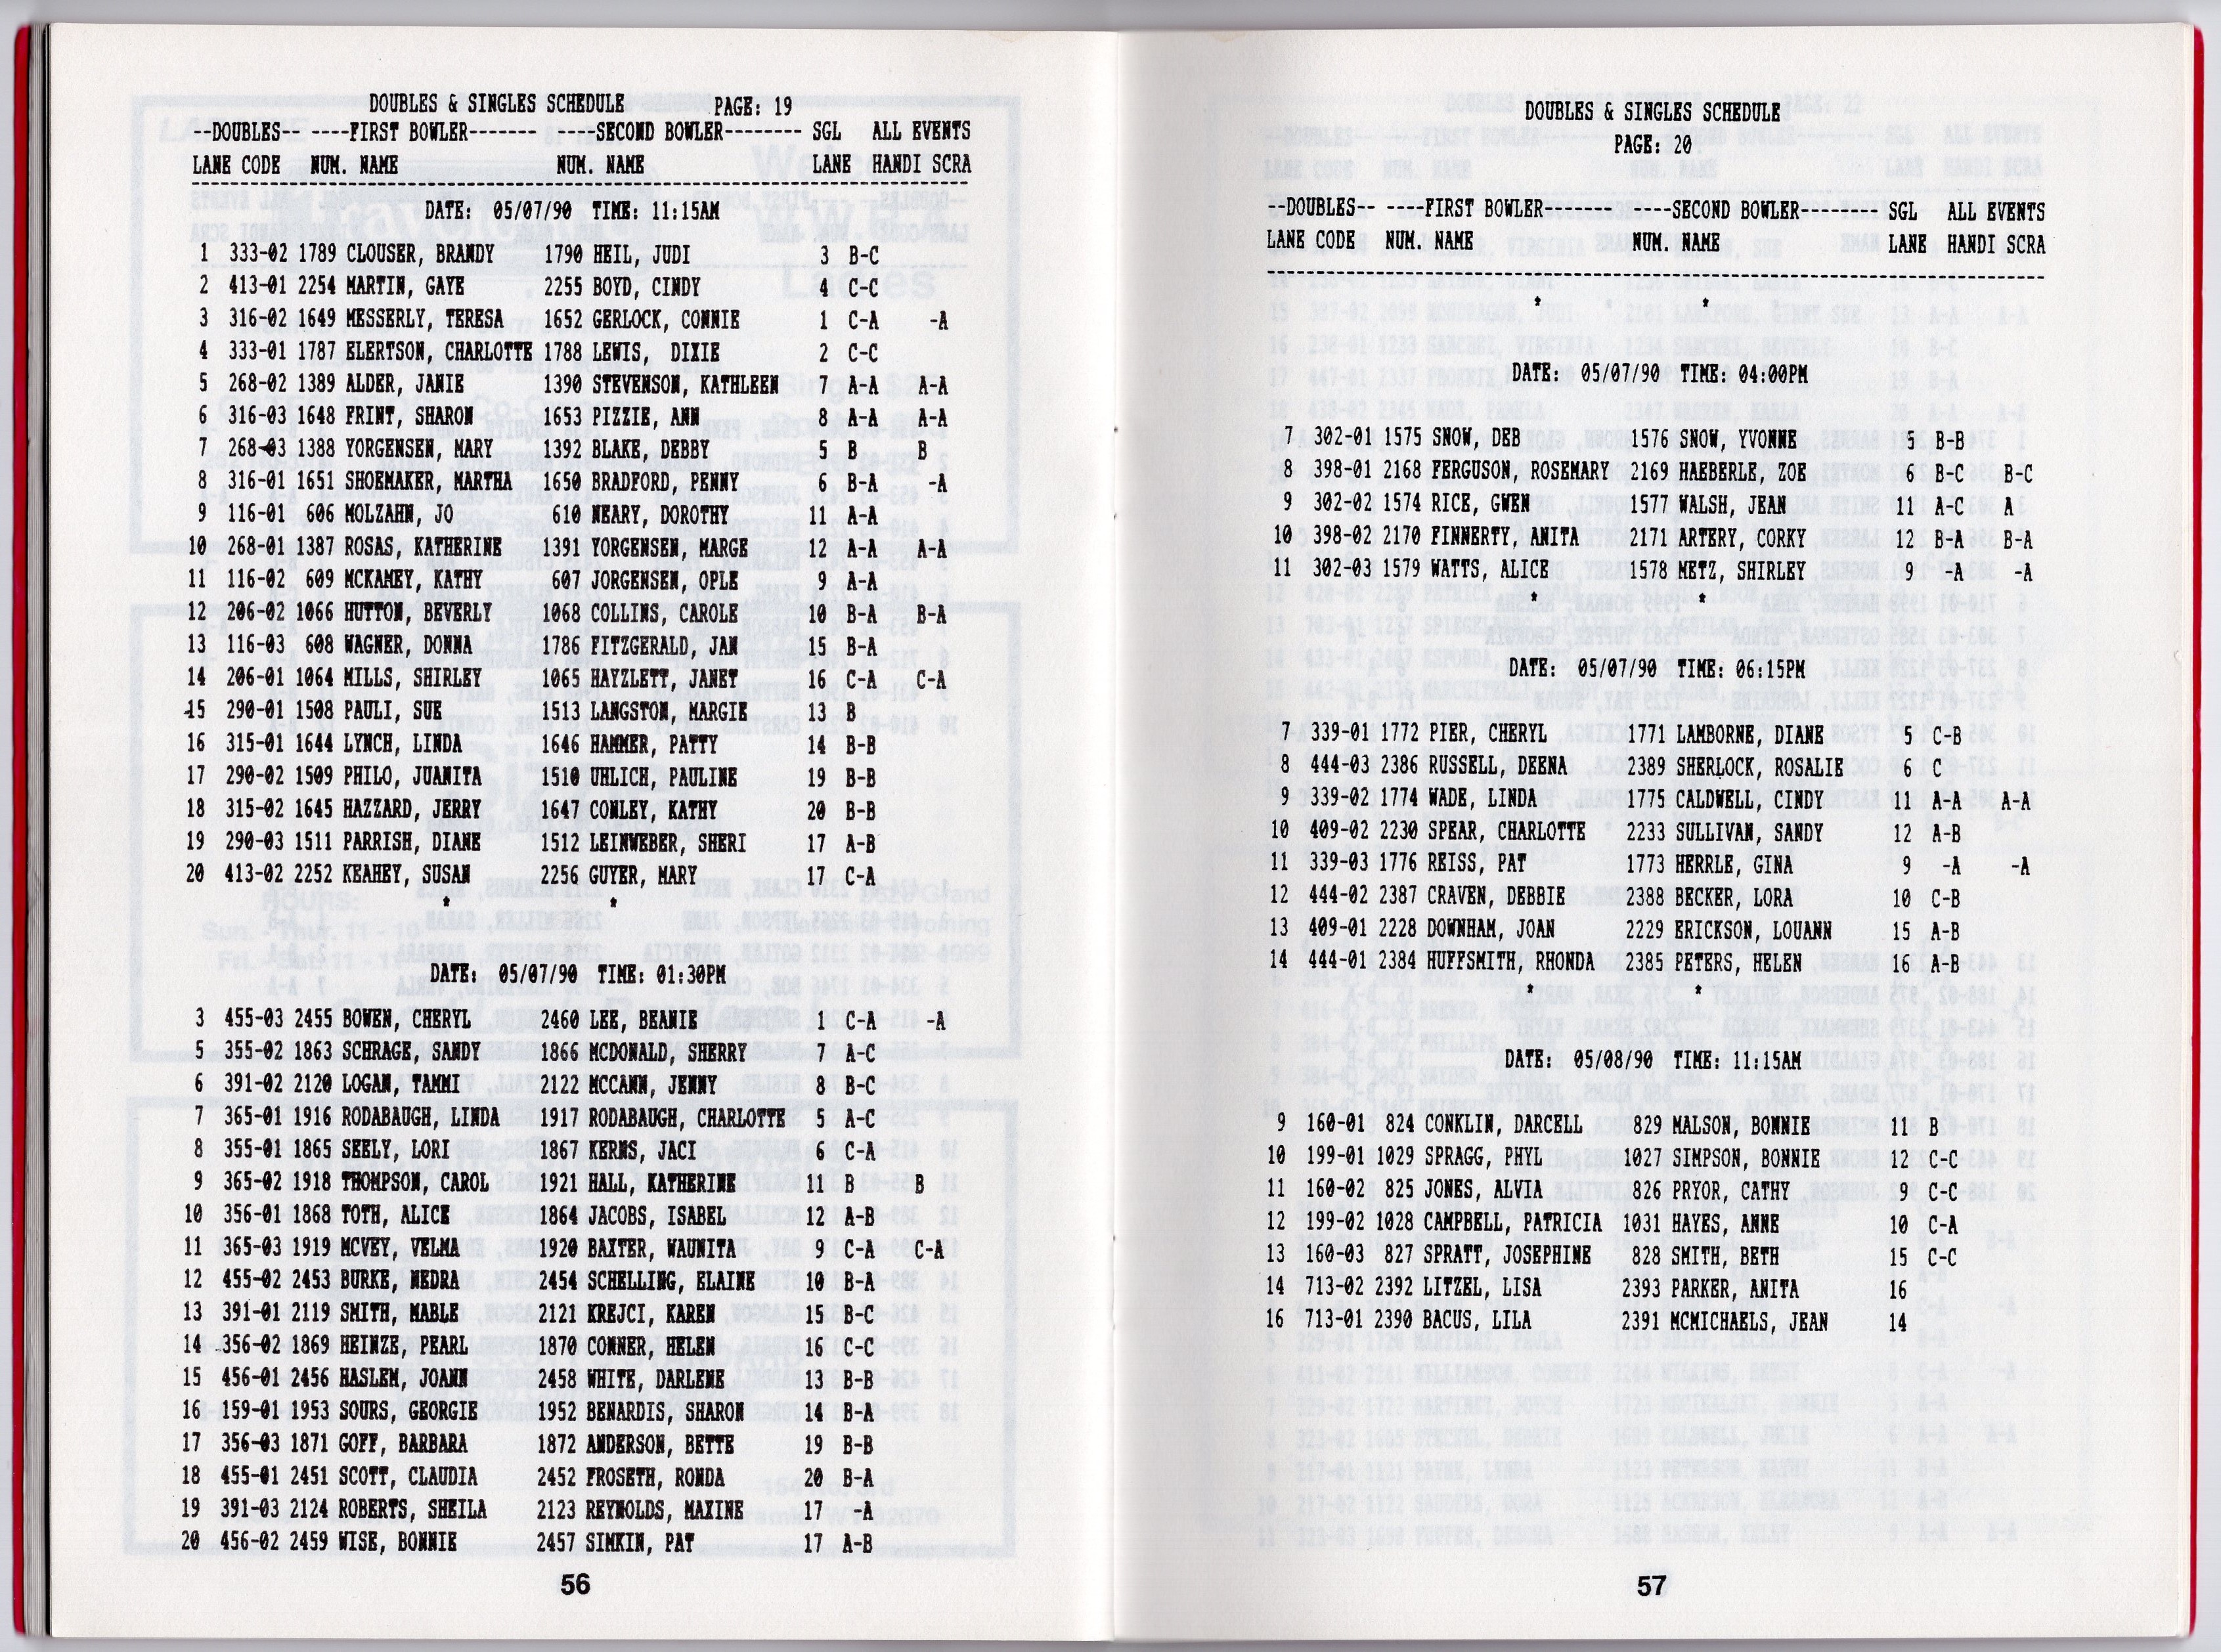 DOUBLES & SINGLES SCHEDULE PAGE: 19
--DOUBLES-- ----FIRST BOWLER------- ----SECOND BOWLER-------- SGL ALL EVENTS
LANE CODE NUM. NAME NUM. NAME LANE HANDI SCRA
DATE: 05/07/90 TIME: 11:15AM
1 333-02 1789 CLOUSER, BRANDY 1790 HEIL, JUDI 3 B-C
2 413-01 2254 MARTIN, GAYE 2255 BOYD, CINDY 4 C-C
3 316-02 1649 MESSERLY, TERESA 1652 GERLOCK, CONNIE 1 C-A -A
4 333-01 1787 ELERTSON, CHARLOTTE 1788 LEWIS, DIXIE 2 C-C
5 268-02 1389 ALDER, JANIE 1390 STEVENSON, KATHLEEN 7 A-A A-A
6 316-03 1648 FRINT, SHARON 1653 PIZZIE, ANN 8 A-A A-A
7 268-03 1388 YORGENSEN, MARY 1392 BLAKE, DEBBY 5 B B
8 316-01 1651 SHOEMAKER, MARTHA 1650 BRADFORD, PENNY 6 B-A -A
9 116-01 606 MOLZAHN, JO 610 NEARY, DOROTHY 11 A-A
10 268-01 1387 ROSAS, KATHERINE 1391 YORGENSEN, MARGE 12 A-A A-A
11 116-02 609 MCKAMEY, KATHY 607 JORGENSEN, OPLE 9 A-A
12 206-02 1066 HUTTON, BEVERLY 1068 COLLINS, CAROLE 10 B-A B-A
13 116-03 608 WAGNER, DONNA 1786 FITZGERALD, JAN 15 B-A
14 206-01 1064 MILLS, SHIRLEY 1065 HAYZLETT, JANET 16 C-A C-A
15 290-01 1508 PAULI, SUE 1513 LANGSTON, MARGIE 13 B
16 315-01 1644 LYNCH, LINDA 1646 HAMMER, PATTY 14 B-B
17 290-02 1509 PHILO, JUANITA 1510 UHLICH, PAULINE 19 B-B
18 315-02 1645 HAZZARD, JERRY 1647 CONLEY, KATHY 20 B-B
19 290-03 1511 PARRISH, DIANE 1512 LEINWEBER, SHERI 17 A-B
20 413-02 2252 KEAHEY, SUSAN 2256 GUYER, MARY 17 C-A
* *
DATE: 05/07/90 TIME: 01:30PM
3 455-03 2455 BOWEN, CHERYL 2460 LEE, BEANIE 1 C-A -A
5 355-02 1863 SCHRAGE, SANDY 1866 MCDONALD, SHERRY 7 A-C
6 391-02 2120 LOGAN, TAMMI 2122 MCCANN, JENNY 8 B-C
7 365-01 1916 RODABAUGH, LINDA 1917 RODABAUGH, CHARLOTTE 5 A-C
8 355-01 1865 SEELY, LORI 1867 KERNS, JACI 6 C-A
9 365-02 1918 THOMPSON, CAROL 1921 HALL, KATHERINE 11 B B
10 356-01 1868 TOTH, ALICE 1864 JACOBS, ISABEL 12 A-B
11 365-03 1919 MCVEY, VELMA 1920 BAXTER, WAUNITA 9 C-A C-A
12 455-02 2453 BURKE, NEDRA 2454 SCHELLING, ELAINE 10 B-A
13 391-01 2119 SMITH, MABLE 2121 KREJCI, KAREN 15 B-C
14 356-02 1869 HEINZE, PEARL 1870 CONNER, HELEN 16 C-C
15 456-01 2456 HASLEM, JOANN 2458 WHITE, DARLENE 13 B-B
16 159-01 1953 SOURS, GEORGIE 1952 BENARDIS, SHARON 14 B-A
17 356-03 1871 GOFF, BARBARA 1872 ANDERSON, BETTE 19 B-B
18 455-01 2451 SCOTT, CLAUDIA 2452 FROSETH, RONDA 20 B-A
19 391-03 2124 ROBERTS, SHEILA 2123 REYNOLDS, MAXINE 17 -A
20 456-02 2459 WISE, BONNIE 2457 SIMKIN, PAT 17 A-B
56
DOUBLES & SINGLES SCHEDULE
PAGE: 20
--DOUBLES-- ----FIRST BOWLER------- ----SECOND BOWLER-------- SGL ALL EVENTS
LANE CODE NUM. NAME NUM. NAME LANE HANDI SCRA
* *
DATE: 05/07/90 TIME: 04:00PM
7 302-01 1575 SNOW, DEB 1576 SNOW, YVONNE 5 B-B
8 398-01 2168 FERGUSON, ROSEMARY 2169 HAEBERLE, ZOE 6 B-C B-C
9 302-02 1574 RICE, GWEN 1577 WALSH, JEAN 11 A-C A
10 398-02 2170 FINNERTY, ANITA 2171 ARTERY, CORKY 12 B-A B-A
11 302-03 1579 WATTS, ALICE 1578 METZ, SHIRLEY 9 -A -A
* *
DATE: 05/07/90 TIME: 06:15PM
7 339-01 1772 PIER, CHERYL 1771 LAMBORNE, DIANE 5 C-B
8 444-03 2386 RUSSELL, DEENA 2389 SHERLOCK, ROSALIE 6 C
9 339-02 1774 WADE, LINDA 1775 CALDWELL, CINDY 11 A-A A-A
10 409-02 2230 SPEAR, CHARLOTTE 2233 SULLIVAN, SANDY 12 A-B
11 339-03 1776 REISS, PAT 1773 HERRLE, GINA 9 -A -A
12 444-02 2387 CRAVEN, DEBBIE 2388 BECKER, LORA 10 C-B
13 409-01 2228 DOWNHAM, JOAN 2229 ERICKSON, LOUANN 15 A-B
14 444-01 2384 HUFFSMITH, RHONDA 2385 PETERS, HELEN 16 A-B
* *
DATE: 05/08/90 TIME: 11:15AM
9 160-01 824 CONKLIN, DARCELL 829 MALSON, BONNIE 11 B
10 199-01 1029 SPRAGG, PHYL 1027 SIMPSON, BONNIE 12 C-C
11 160-02 825 JONES, ALVIA 826 PRYOR, CATHY 9 C-C
12 199-02 1028 CAMPBELL, PATRICIA 1031 HAYES, ANNE 10 C-A
13 160-03 827 SPRATT, JOSEPHINE 828 SMITH, BETH 15 C-C
14 713-02 2392 LITZEL, LISA 2393 PARKER, ANITA 16
16 713-01 2390 BACUS, LILA 2391 MCMICHAELS, JEAN 14
57